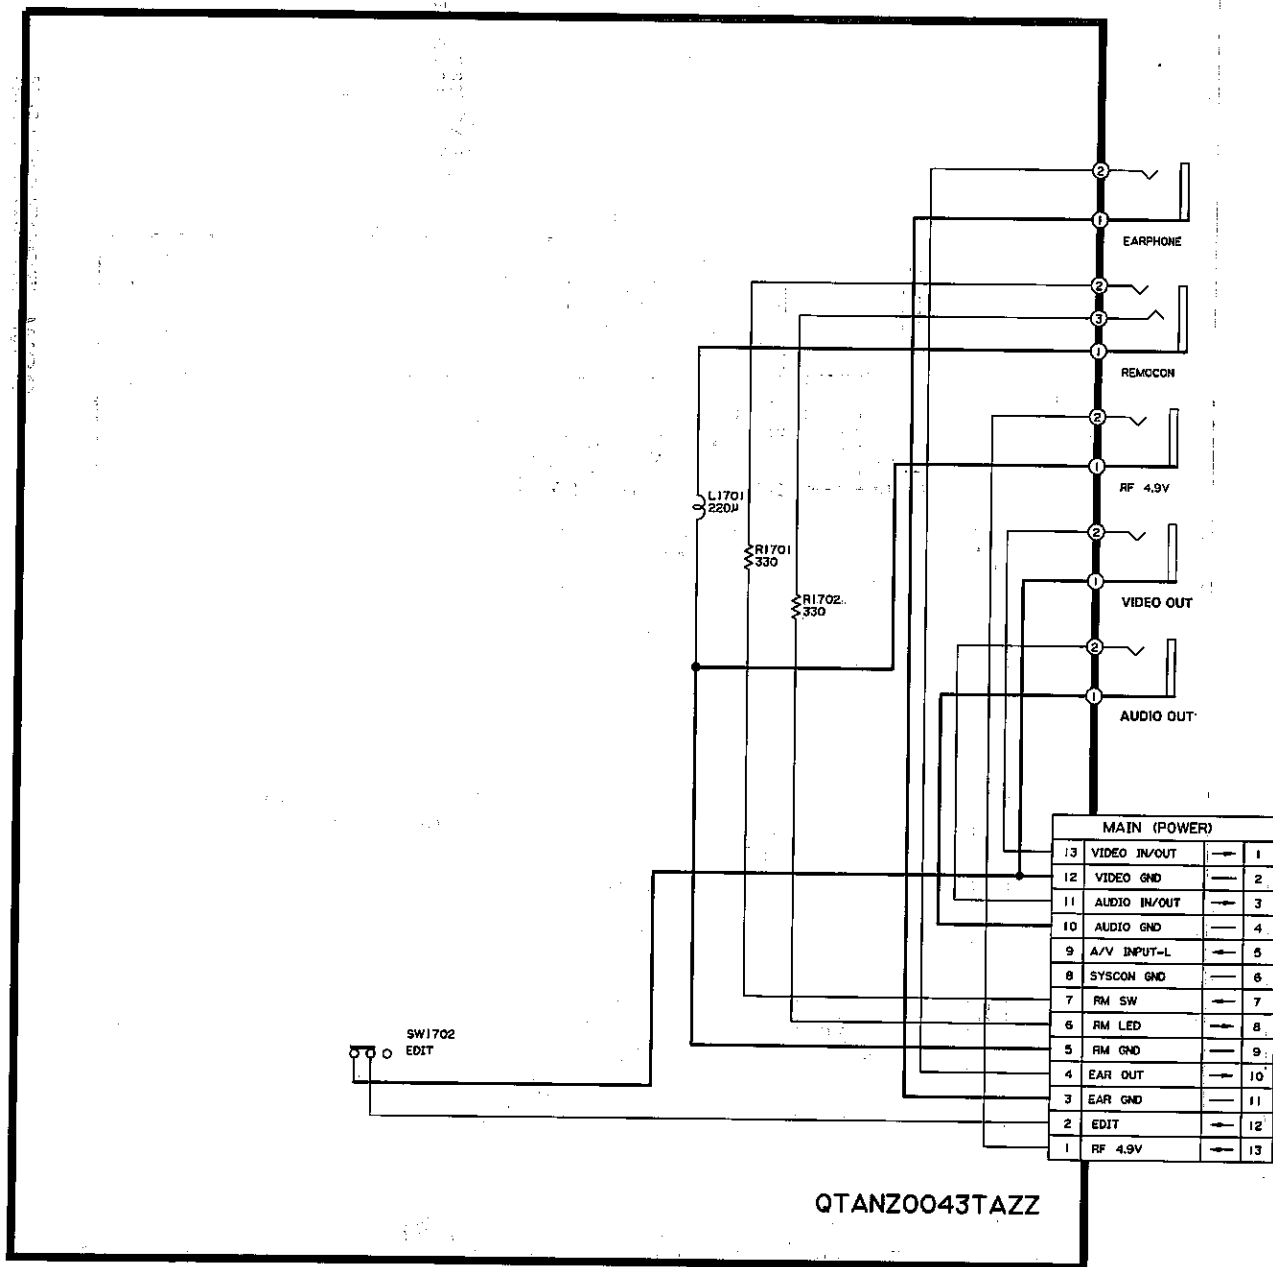 2
1
EARPHONE
2
3
1
REMOCON
2
1
RF 4.9V
L1701
220μ
2
R1701
330
1
R1702
330
VIDEO OUT
2
1
AUDIO OUT
MAIN (POWER)
13 VIDEO IN/OUT → 1
12 VIDEO GND — 2
11 AUDIO IN/OUT → 3
10 AUDIO GND — 4
9 A/V INPUT-L ← 5
8 SYSCON GND — 6
7 RM SW ← 7
6 RM LED → 8
5 RM GND — 9
4 EAR OUT → 10
3 EAR GND — 11
2 EDIT ← 12
1 RF 4.9V ← 13
SW1702
EDIT
QTANZ0043TAZZ